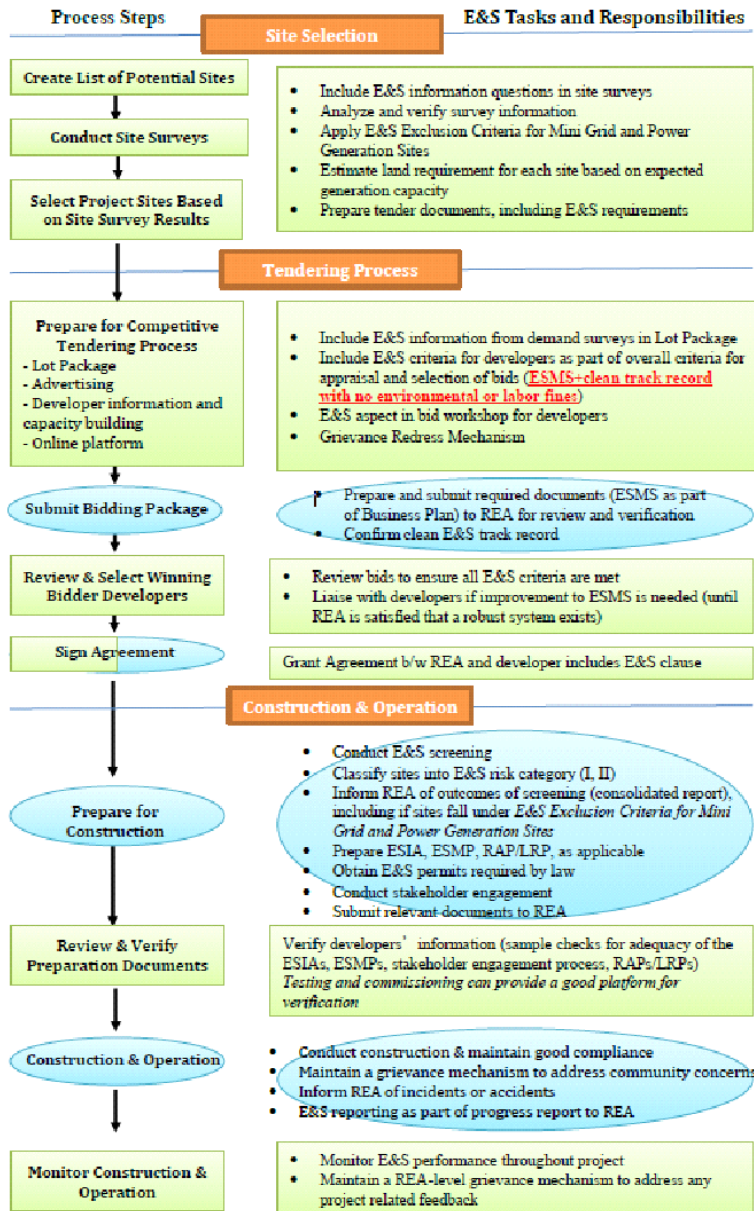 Process Steps
E&S Tasks and Responsibilities
Site Selection
Create List of Potential Sites
Conduct Site Surveys
Select Project Sites Based
on Site Survey Results
• Include E&S information questions in site surveys
• Analyze and verify survey information
• Apply E&S Exclusion Criteria for Mini Grid and Power
Generation Sites
• Estimate land requirement for each site based on expected
generation capacity
• Prepare tender documents, including E&S requirements
Tendering Process
Prepare for Competitive
Tendering Process
- Lot Package
- Advertising
- Developer information and
capacity building
- Online platform
• Include E&S information from demand surveys in Lot Package
• Include E&S criteria for developers as part of overall criteria for
appraisal and selection of bids (ESMS+clean track record
with no environmental or labor fines)
• E&S aspect in bid workshop for developers
• Grievance Redress Mechanism
Submit Bidding Package
• Prepare and submit required documents (ESMS as part
of Business Plan) to REA for review and verification
• Confirm clean E&S track record
Review & Select Winning
Bidder Developers
• Review bids to ensure all E&S criteria are met
• Liaise with developers if improvement to ESMS is needed (until
REA is satisfied that a robust system exists)
Sign Agreement
Grant Agreement b/w REA and developer includes E&S clause
Construction & Operation
Prepare for
Construction
• Conduct E&S screening
• Classify sites into E&S risk category (I, II)
• Inform REA of outcomes of screening (consolidated report),
including if sites fall under E&S Exclusion Criteria for Mini
Grid and Power Generation Sites
• Prepare ESIA, ESMP, RAP/LRP, as applicable
• Obtain E&S permits required by law
• Conduct stakeholder engagement
• Submit relevant documents to REA
Review & Verify
Preparation Documents
Verify developers' information (sample checks for adequacy of the
ESIAs, ESMPs, stakeholder engagement process, RAPs/LRPs)
Testing and commissioning can provide a good platform for
verification
Construction & Operation
• Conduct construction & maintain good compliance
• Maintain a grievance mechanism to address community concerns
• Inform REA of incidents or accidents
• E&S reporting as part of progress report to REA
Monitor Construction &
Operation
• Monitor E&S performance throughout project
• Maintain a REA-level grievance mechanism to address any
project related feedback